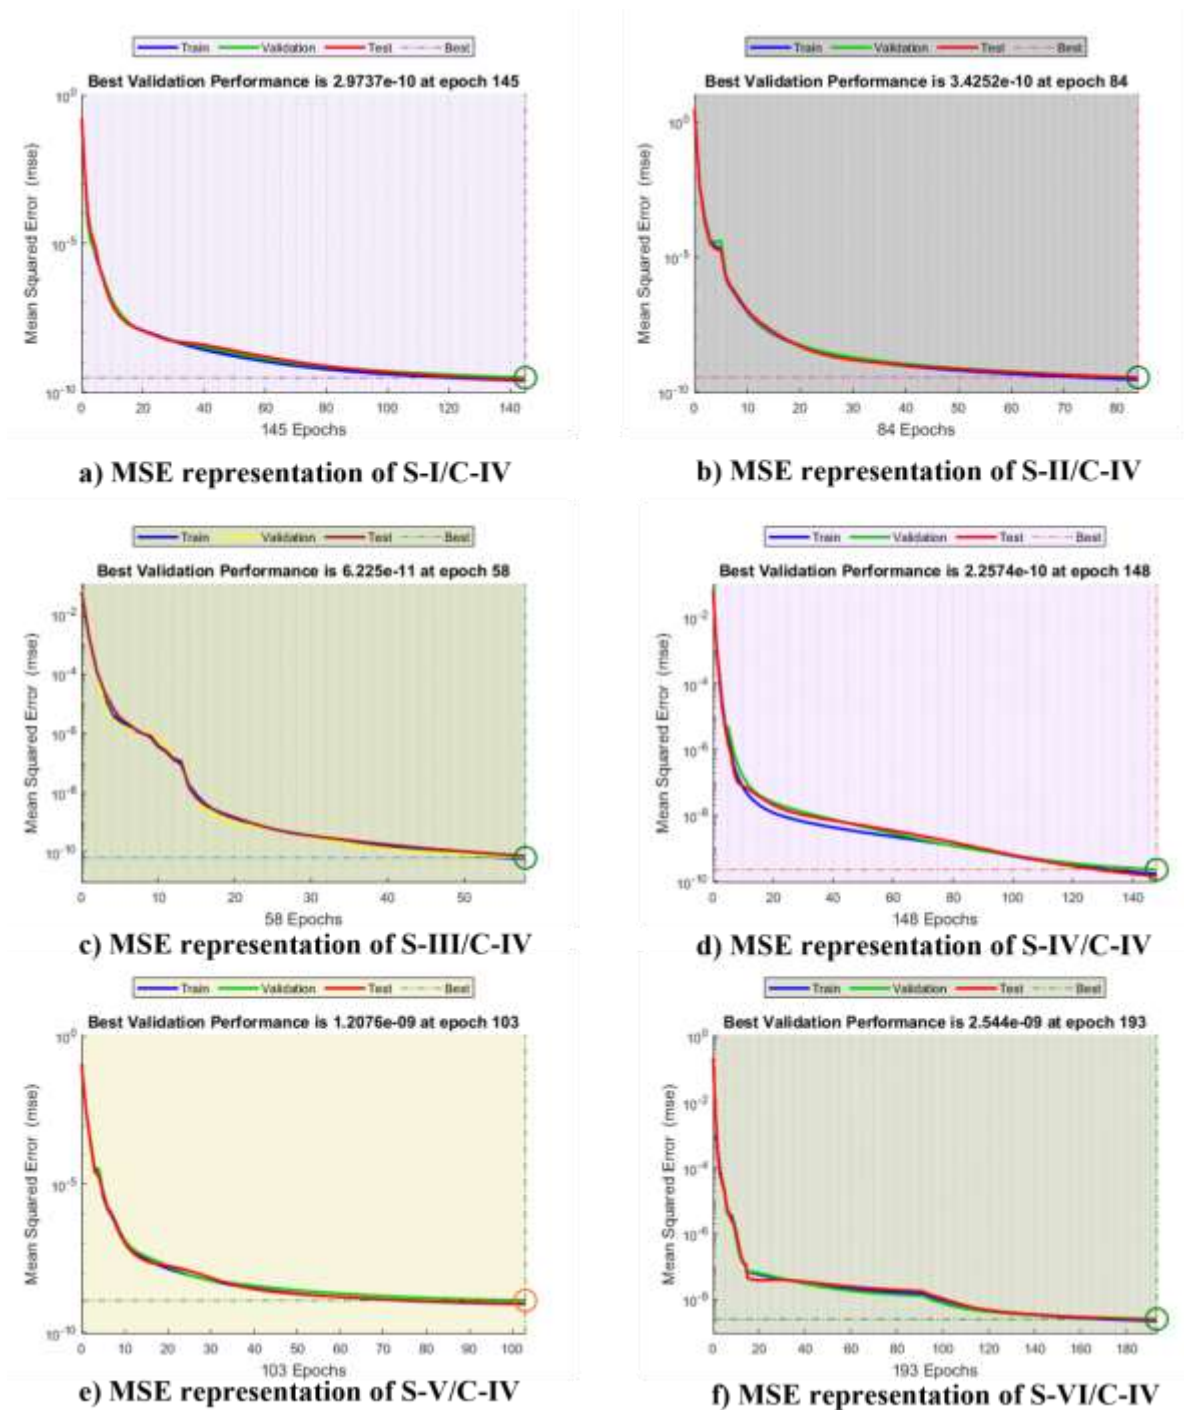 Train Validation Test Best
Best Validation Performance is 2.9737e-10 at epoch 145
Mean Squared Error (mse)
10^0
10^-5
10^-10
0 20 40 60 80 100 120 140
145 Epochs
a) MSE representation of S-I/C-IV
Train Validation Test Best
Best Validation Performance is 3.4252e-10 at epoch 84
Mean Squared Error (mse)
10^0
10^-5
10^-10
0 10 20 30 40 50 60 70 80
84 Epochs
b) MSE representation of S-II/C-IV
Train Validation Test Best
Best Validation Performance is 6.225e-11 at epoch 58
Mean Squared Error (mse)
10^-2
10^-4
10^-6
10^-8
10^-10
0 10 20 30 40 50
58 Epochs
c) MSE representation of S-III/C-IV
Train Validation Test Best
Best Validation Performance is 2.2574e-10 at epoch 148
Mean Squared Error (mse)
10^-2
10^-4
10^-6
10^-8
10^-10
0 20 40 60 80 100 120 140
148 Epochs
d) MSE representation of S-IV/C-IV
Train Validation Test Best
Best Validation Performance is 1.2076e-09 at epoch 103
Mean Squared Error (mse)
10^0
10^-5
10^-10
0 10 20 30 40 50 60 70 80 90 100
103 Epochs
e) MSE representation of S-V/C-IV
Train Validation Test Best
Best Validation Performance is 2.544e-09 at epoch 193
Mean Squared Error (mse)
10^0
10^-2
10^-4
10^-6
10^-8
0 20 40 60 80 100 120 140 160 180
193 Epochs
f) MSE representation of S-VI/C-IV